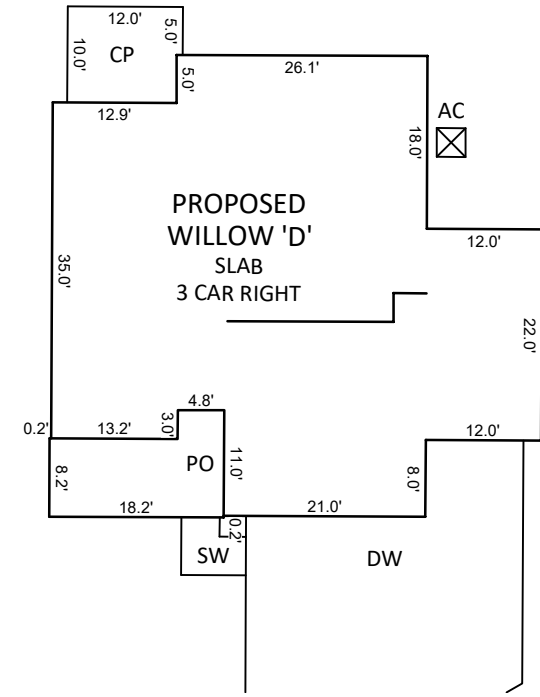 12.0'
5.0'
10.0'
CP
5.0'
26.1'
12.9'
AC
18.0'
PROPOSED
WILLOW 'D'
SLAB
3 CAR RIGHT
12.0'
35.0'
22.0'
4.8'
3.0'
0.2'
13.2'
12.0'
PO
11.0'
8.2'
8.0'
18.2'
21.0'
0.2'
SW
DW